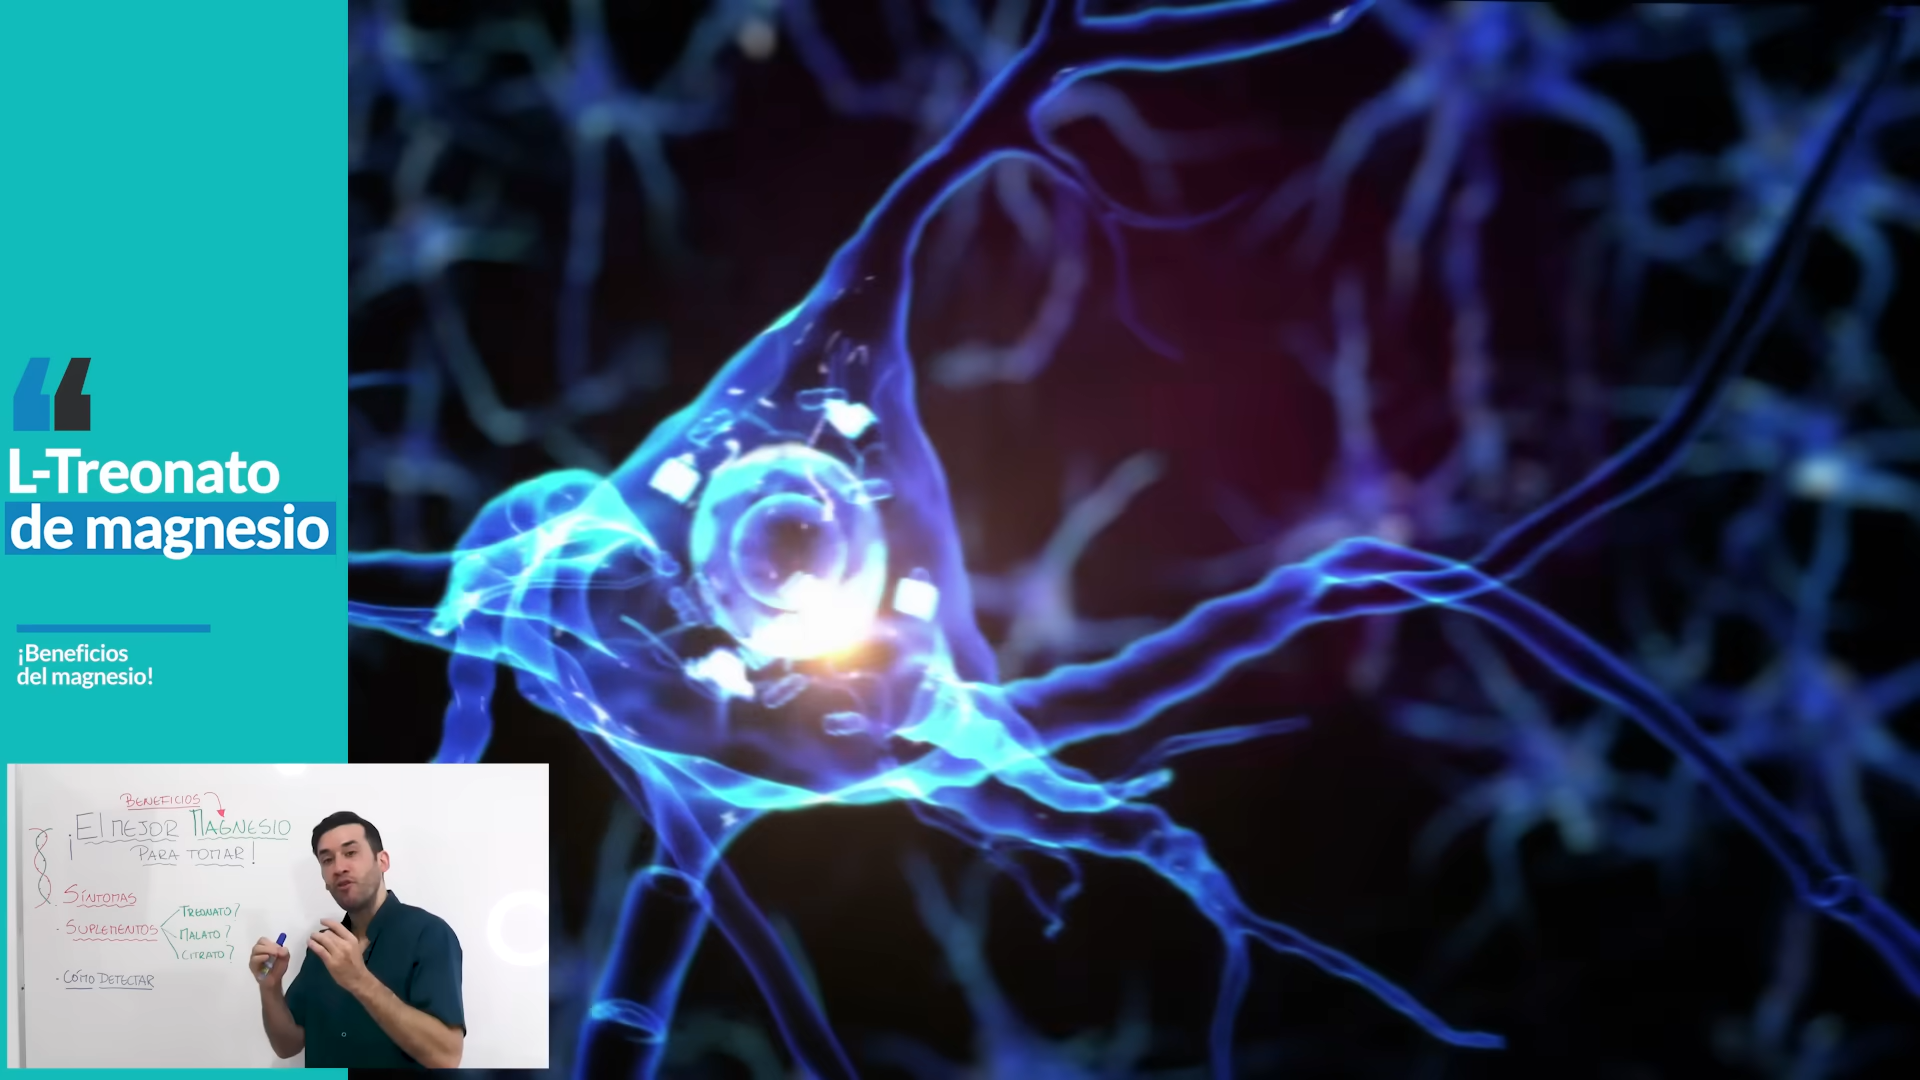 “
L-Treonato
de magnesio
¡Beneficios
del magnesio!
BENEFICIOS
¡El MEJOR MAGNESIO
PARA TOMAR!
- SÍNTOMAS
- SUPLEMENTOS
TREONATO?
MALATO?
CITRATO?
- CÓMO DETECTAR